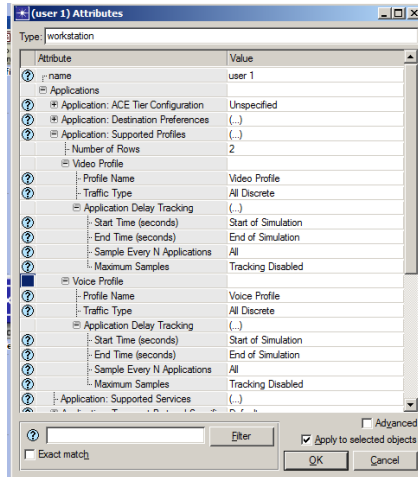 (user 1) Attributes
Type: workstation
Attribute Value
name user 1
Applications
Application: ACE Tier Configuration Unspecified
Application: Destination Preferences (...)
Application: Supported Profiles (...)
Number of Rows 2
Video Profile
Profile Name Video Profile
Traffic Type All Discrete
Application Delay Tracking (...)
Start Time (seconds) Start of Simulation
End Time (seconds) End of Simulation
Sample Every N Applications All
Maximum Samples Tracking Disabled
Voice Profile
Profile Name Voice Profile
Traffic Type All Discrete
Application Delay Tracking (...)
Start Time (seconds) Start of Simulation
End Time (seconds) End of Simulation
Sample Every N Applications All
Maximum Samples Tracking Disabled
Application: Supported Services (...)
Advanced
Filter
Apply to selected objects
Exact match
OK Cancel